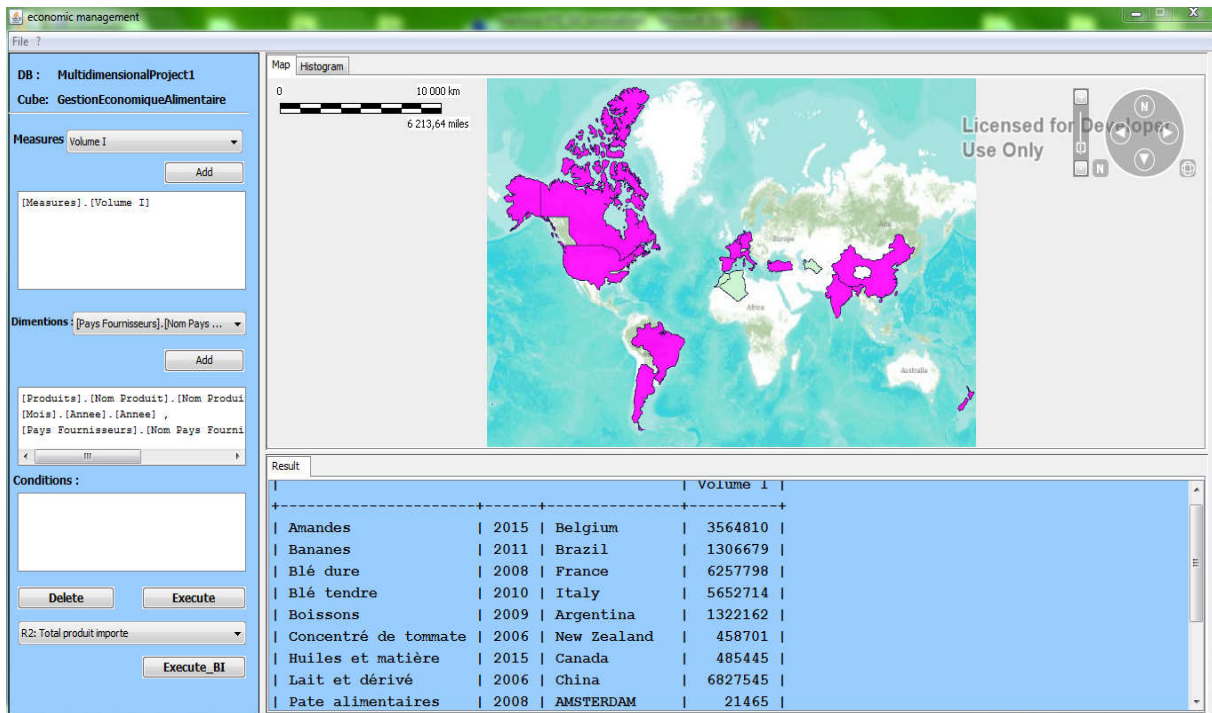 economic management
File ?
DB : MultidimensionalProject1
Cube: GestionEconomiqueAlimentaire
Measures Volume I
Add
[Measures].[Volume I]
Dimentions : [Pays Fournisseurs].[Nom Pays ...
Add
[Produits].[Nom Produit].[Nom Produi
[Mois].[Annee].[Annee] ,
[Pays Fournisseurs].[Nom Pays Fourni
Conditions :
Delete Execute
R2: Total produit importe
Execute_BI
Map Histogram
0 10 000 km
6 213,64 miles
Licensed for Developer
Use Only
N
N
Europe
Asia
Africa
Australia
Result
| | Volume I |
+----------------------+------+---------------+----------+
| Amandes | 2015 | Belgium | 3564810 |
| Bananes | 2011 | Brazil | 1306679 |
| Blé dure | 2008 | France | 6257798 |
| Blé tendre | 2010 | Italy | 5652714 |
| Boissons | 2009 | Argentina | 1322162 |
| Concentré de tommate | 2006 | New Zealand | 458701 |
| Huiles et matière | 2015 | Canada | 485445 |
| Lait et dérivé | 2006 | China | 6827545 |
| Pate alimentaires | 2008 | AMSTERDAM | 21465 |